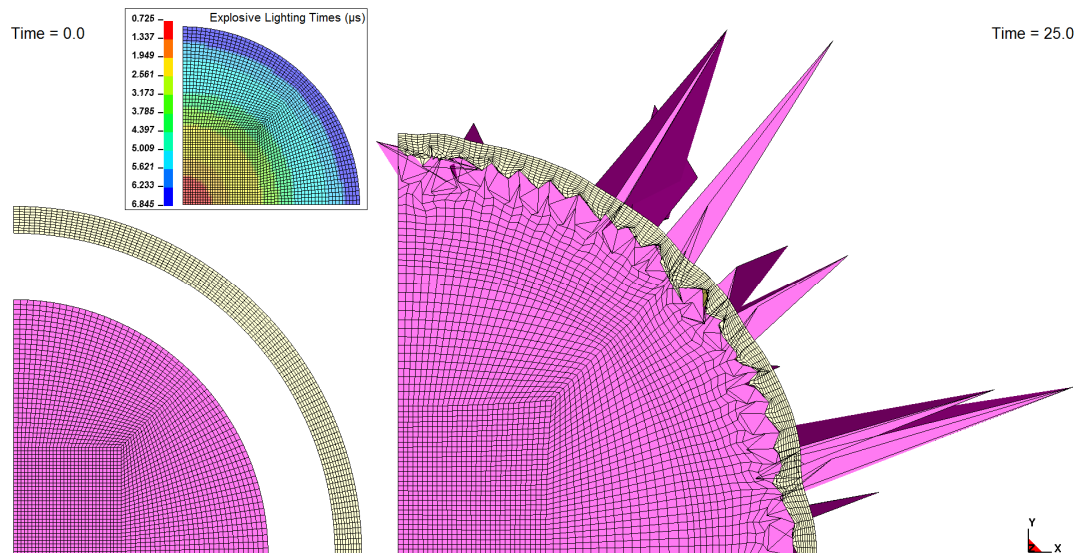 Time = 0.0
Explosive Lighting Times (µs)
0.725
1.337
1.949
2.561
3.173
3.785
4.397
5.009
5.621
6.233
6.845
Time = 25.0
Y
Z
X